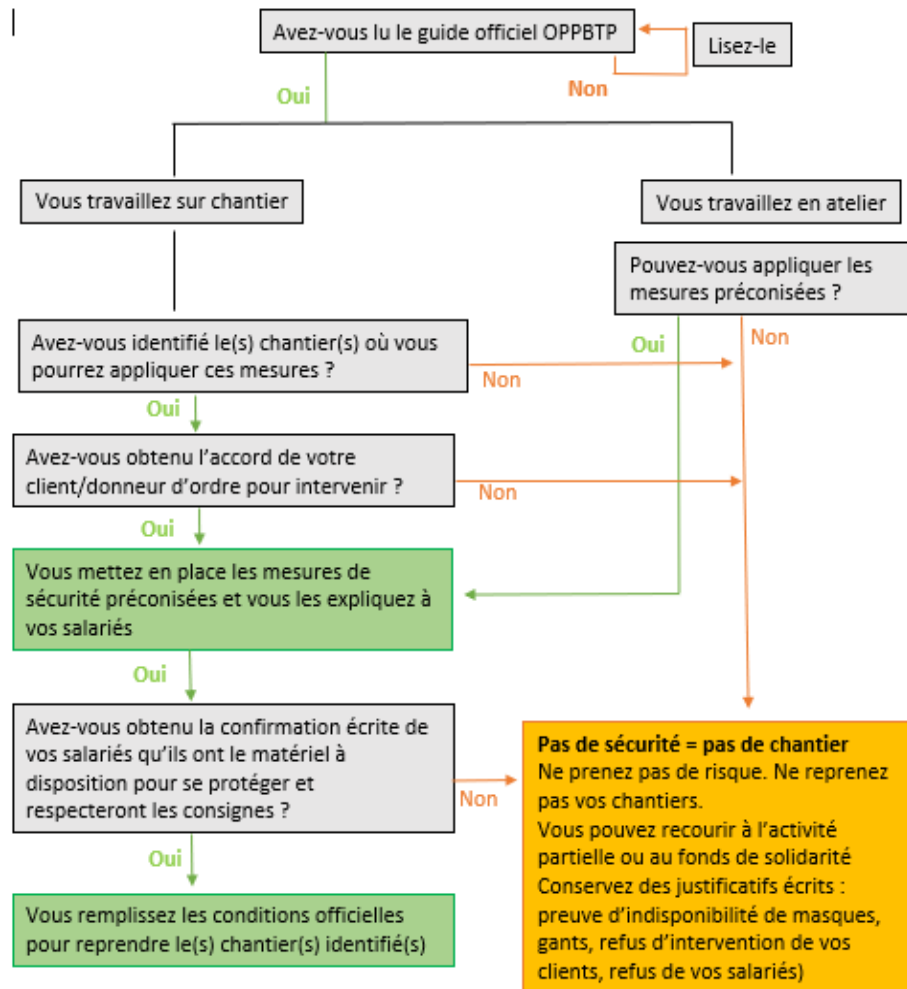 Avez-vous lu le guide officiel OPPBTP
Lisez-le
Oui
Non
Vous travaillez sur chantier
Vous travaillez en atelier
Pouvez-vous appliquer les
mesures préconisées ?
Avez-vous identifié le(s) chantier(s) où vous
pourrez appliquer ces mesures ?
Non
Oui
Non
Oui
Avez-vous obtenu l’accord de votre
client/donneur d’ordre pour intervenir ?
Non
Oui
Vous mettez en place les mesures de
sécurité préconisées et vous les expliquez à
vos salariés
Oui
Avez-vous obtenu la confirmation écrite de
vos salariés qu’ils ont le matériel à
disposition pour se protéger et
respecteront les consignes ?
Non
Oui
Vous remplissez les conditions officielles
pour reprendre le(s) chantier(s) identifié(s)
Pas de sécurité = pas de chantier
Ne prenez pas de risque. Ne reprenez
pas vos chantiers.
Vous pouvez recourir à l’activité
partielle ou au fonds de solidarité
Conservez des justificatifs écrits :
preuve d’indisponibilité de masques,
gants, refus d’intervention de vos
clients, refus de vos salariés)